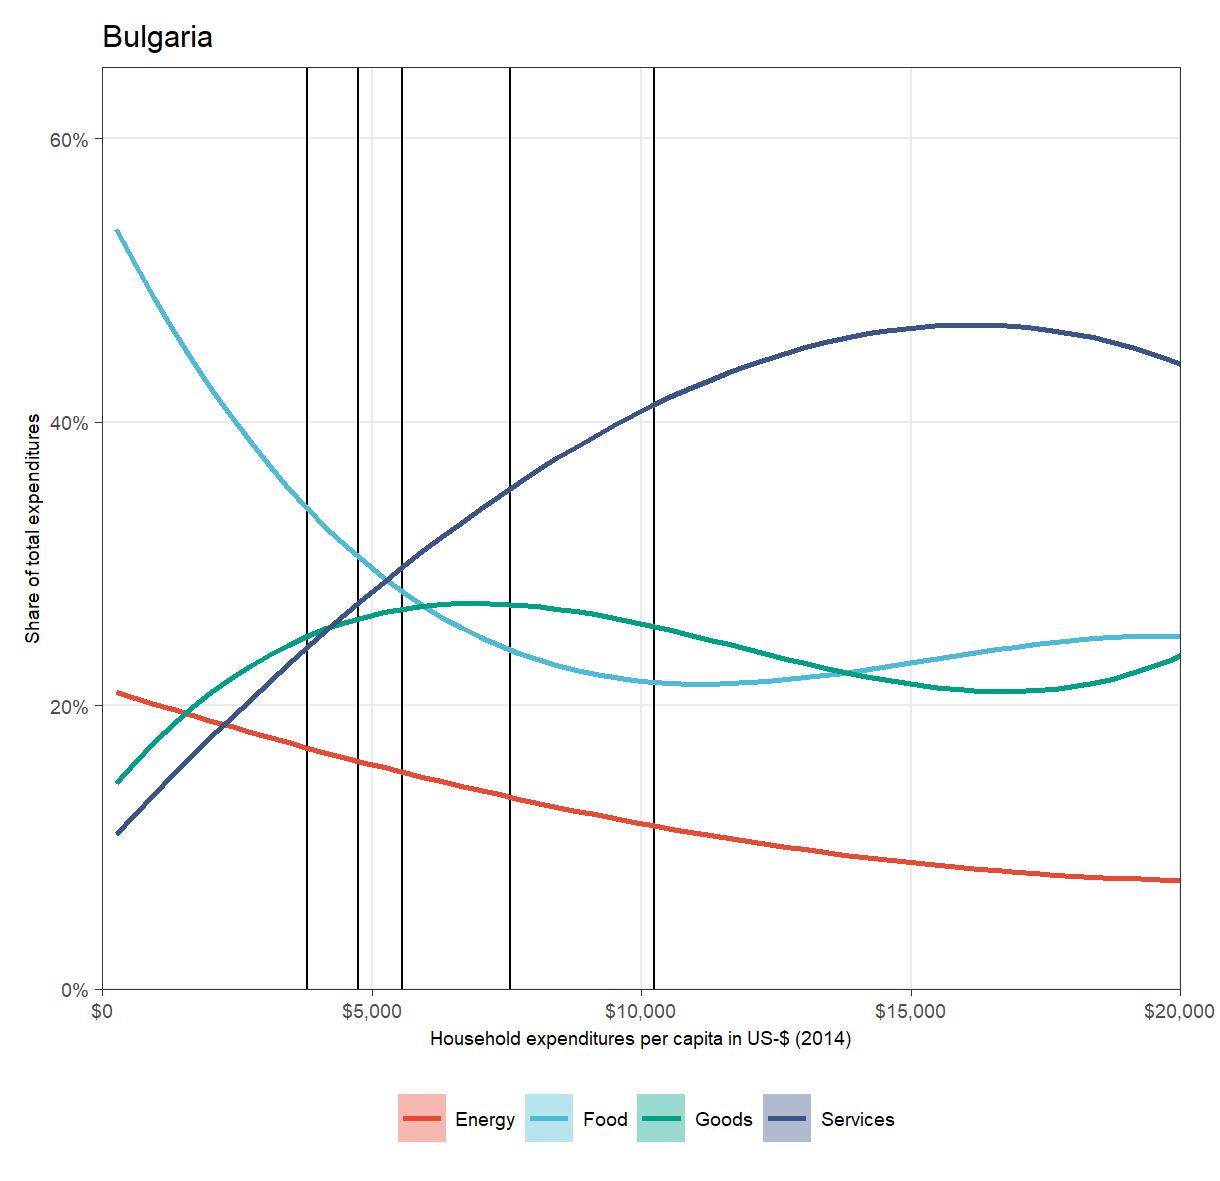 Bulgaria
60%
40%
20%
0%
Share of total expenditures
$0 $5,000 $10,000 $15,000 $20,000
Household expenditures per capita in US-$ (2014)
Energy Food Goods Services